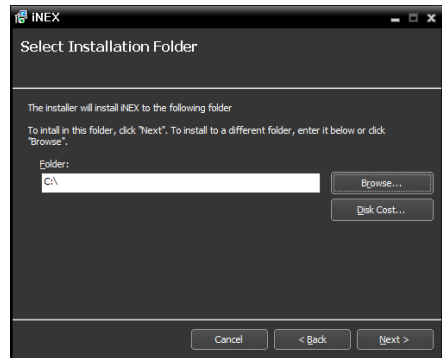 iNEX
Select Installation Folder
The installer will install iNEX to the following folder
To intall in this folder, click "Next". To install to a different folder, enter it below or click
"Browse".
Folder:
C:\
Browse...
Disk Cost...
Cancel
< Back
Next >